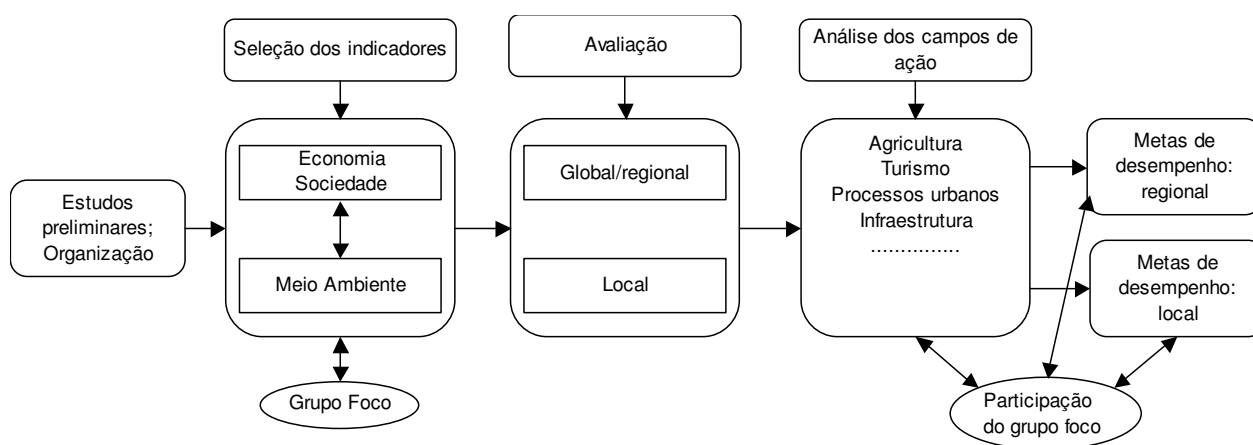 Seleção dos indicadores
Avaliação
Análise dos campos de
ação
Estudos
preliminares;
Organização
Economia
Sociedade
Meio Ambiente
Grupo Foco
Global/regional
Local
Agricultura
Turismo
Processos urbanos
Infraestrutura
...............
Metas de
desempenho:
regional
Metas de
desempenho:
local
Participação
do grupo foco